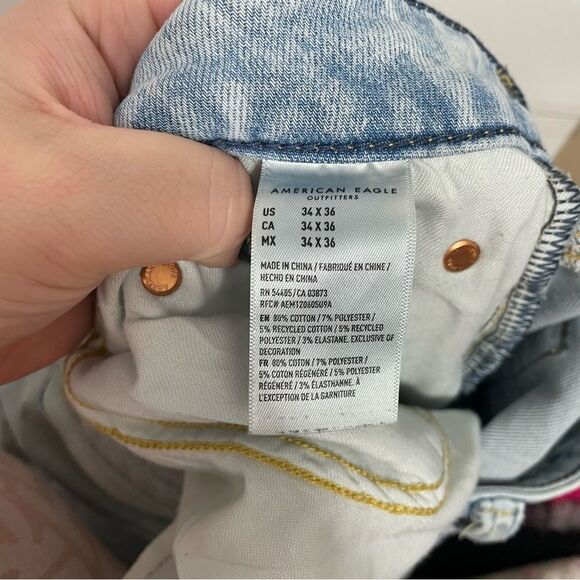 AMERICAN EAGLE
OUTFITTERS
US 34 X 36
CA 34 X 36
MX 34 X 36
MADE IN CHINA / FABRIQUÉ EN CHINE /
HECHO EN CHINA
RN 54485/CA 03873
RFC# AEM1206059U9A
EN 80% COTTON / 7% POLYESTER /
5% RECYCLED COTTON / 5% RECYCLED
POLYESTER / 3% ELASTANE. EXCLUSIVE OF
DECORATION
FR 80% COTON / 7% POLYESTER /
5% COTON RÉGÉNÉRÉ / 5% POLYESTER
RÉGÉNÉRÉ / 3% ÉLASTHANNE. À
L'EXCEPTION DE LA GARNITURE